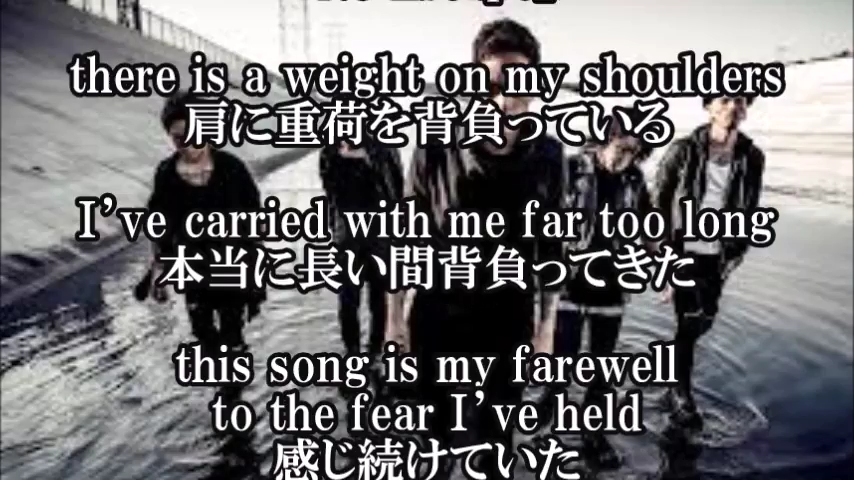 there is a weight on my shoulders
肩に重荷を背負っている
I've carried with me far too long
本当に長い間背負ってきた
this song is my farewell
to the fear I've held
感じ続けていた